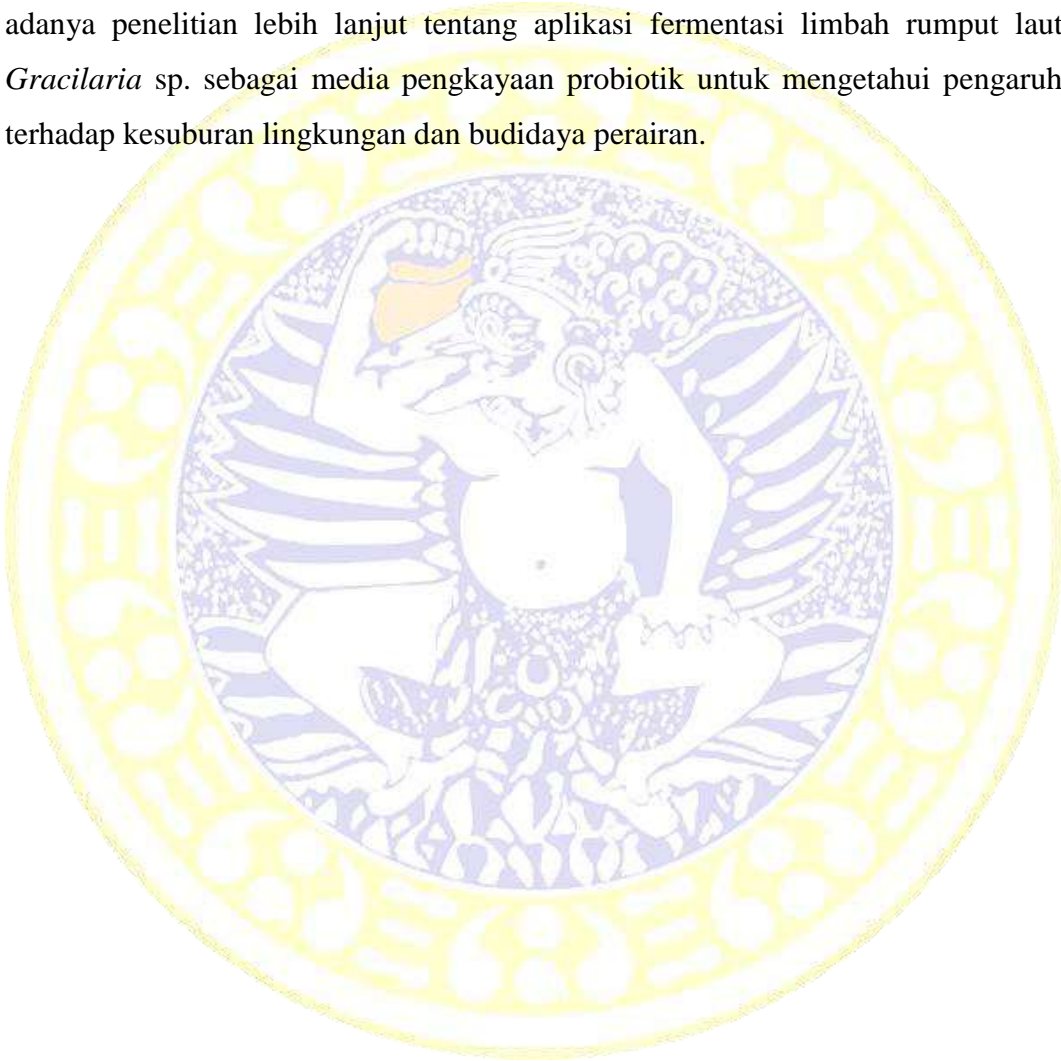 adanya penelitian lebih lanjut tentang aplikasi fermentasi limbah rumput laut
Gracilaria sp. sebagai media pengkayaan probiotik untuk mengetahui pengaruh
terhadap kesuburan lingkungan dan budidaya perairan.